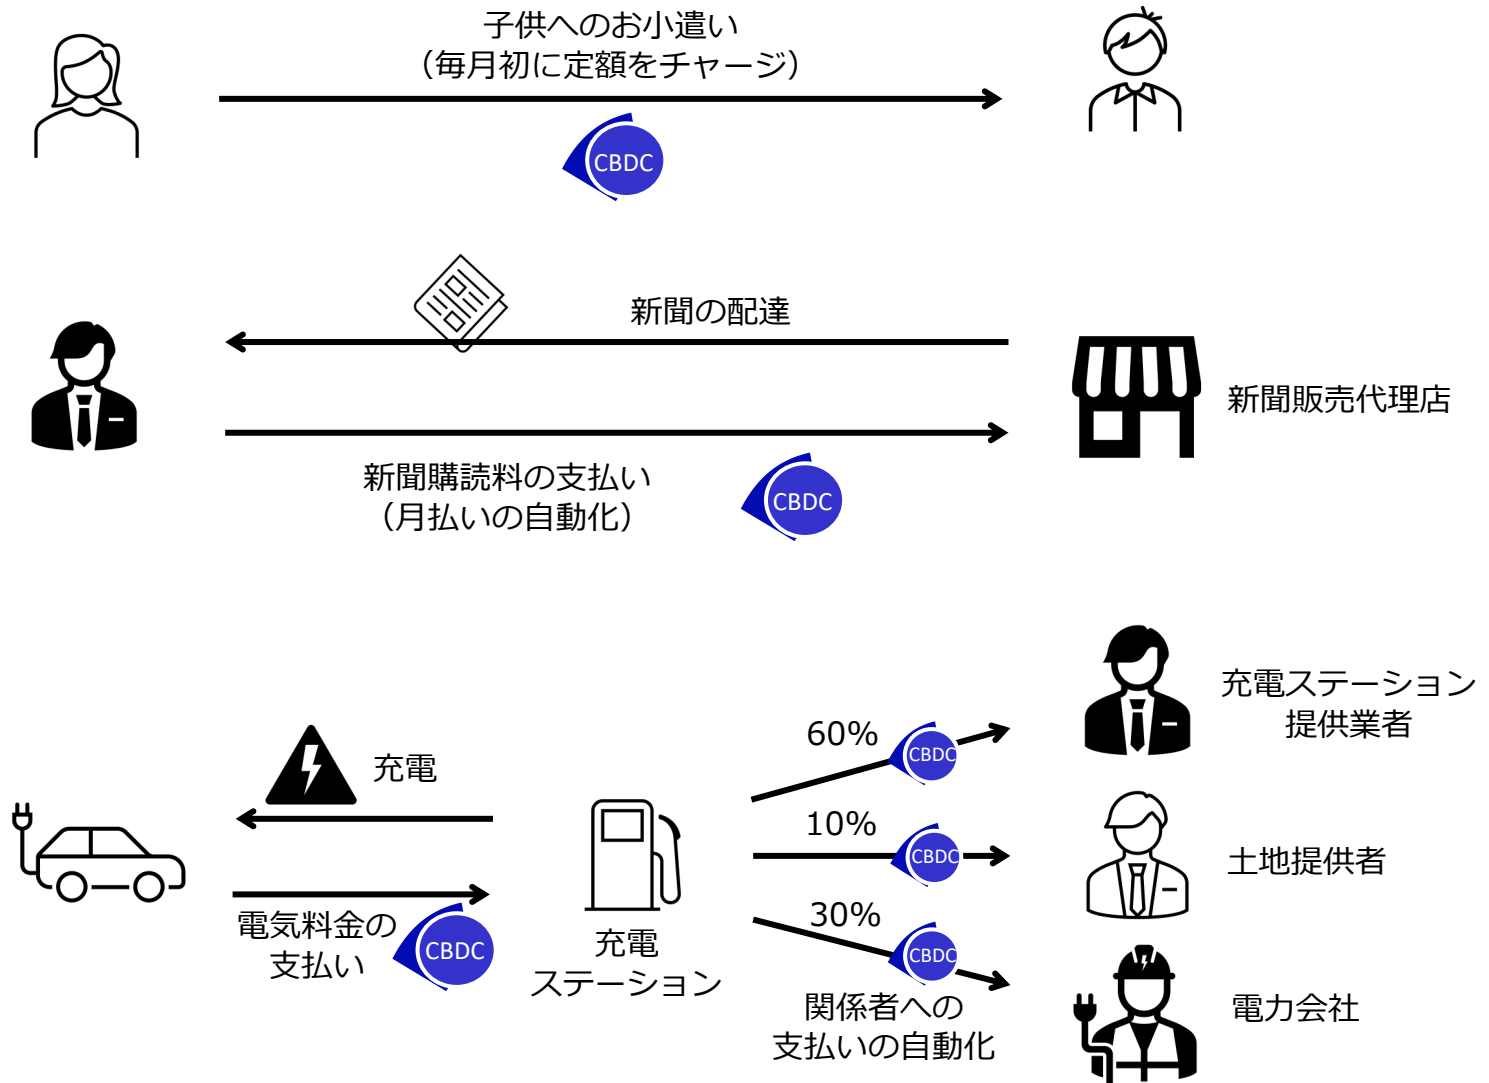 子供へのお小遣い
（毎月初に定額をチャージ）
CBDC
新聞の配達
新聞販売代理店
新聞購読料の支払い
（月払いの自動化）
CBDC
充電
電気料金の
支払い
CBDC
充電
ステーション
60%
CBDC
10%
CBDC
30%
CBDC
関係者への
支払いの自動化
充電ステーション
提供業者
土地提供者
電力会社